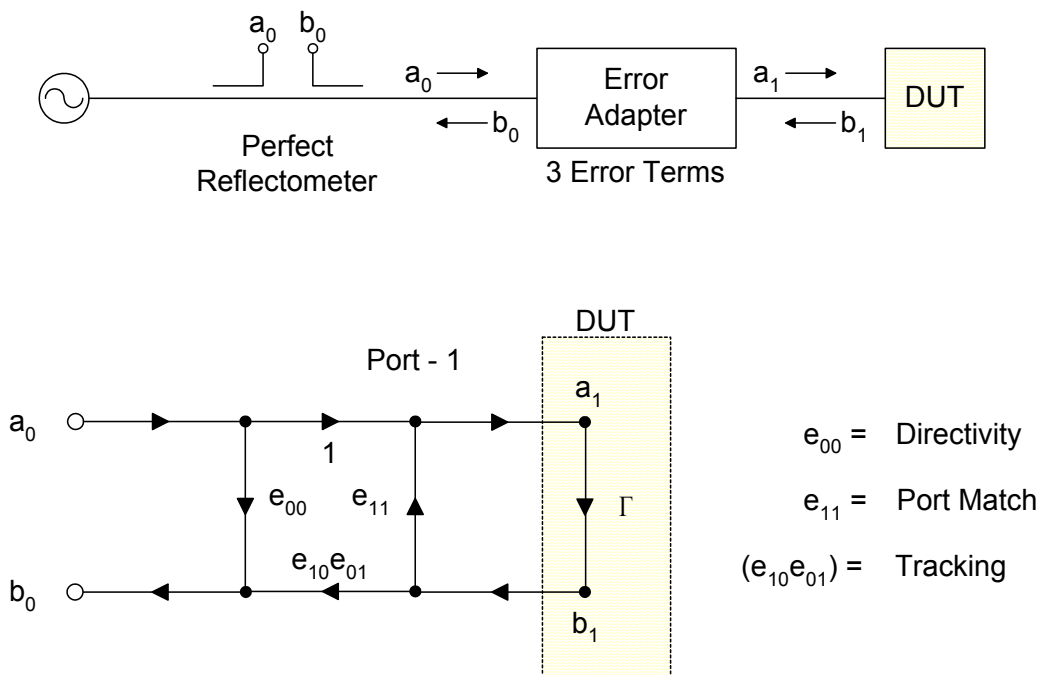 a₀ b₀
a₀
b₀
Perfect
Reflectometer
Error
Adapter
3 Error Terms
a₁
b₁
DUT
DUT
Port - 1
a₀
a₁
1
e₀₀
e₁₁
Γ
e₁₀e₀₁
b₀
b₁
e₀₀ = Directivity
e₁₁ = Port Match
(e₁₀e₀₁) = Tracking